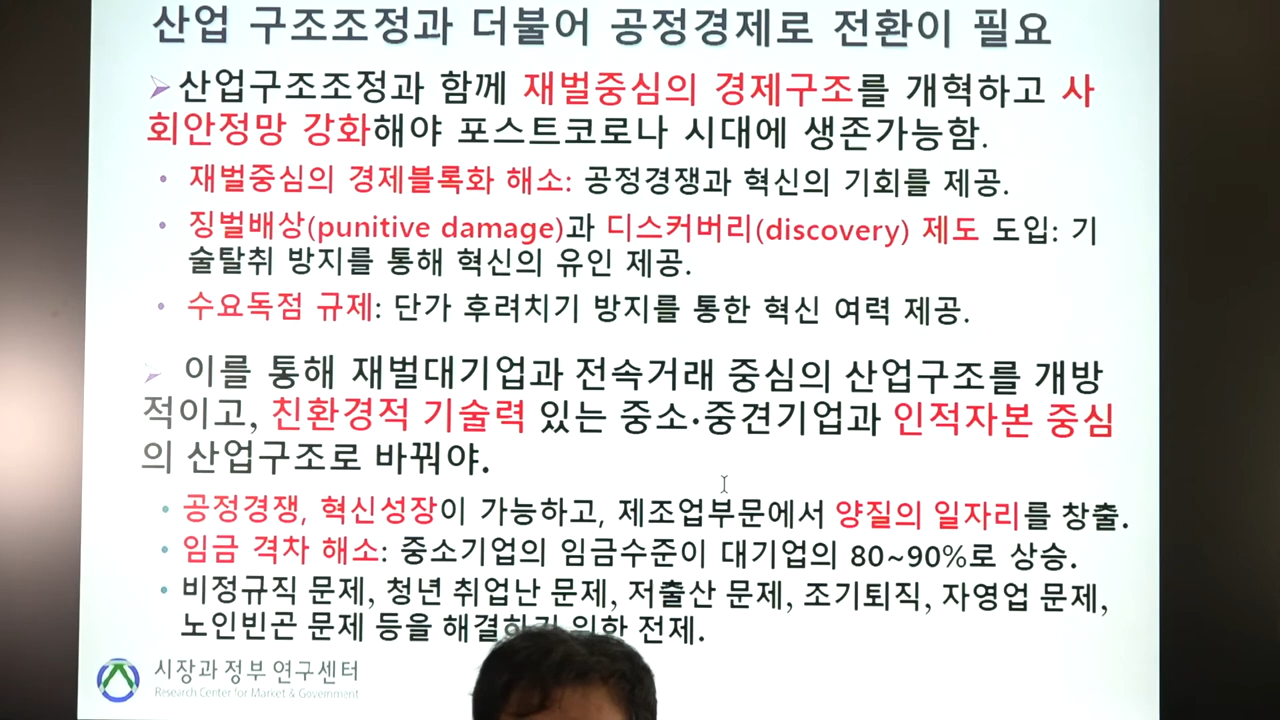 산업 구조조정과 더불어 공정경제로 전환이 필요
산업구조조정과 함께 재벌중심의 경제구조를 개혁하고 사
회안정망 강화해야 포스트코로나 시대에 생존가능함.
• 재벌중심의 경제블록화 해소: 공정경쟁과 혁신의 기회를 제공.
• 징벌배상(punitive damage)과 디스커버리(discovery) 제도 도입: 기
술탈취 방지를 통해 혁신의 유인 제공.
• 수요독점 규제: 단가 후려치기 방지를 통한 혁신 여력 제공.
이를 통해 재벌대기업과 전속거래 중심의 산업구조를 개방
적이고, 친환경적 기술력 있는 중소·중견기업과 인적자본 중심
의 산업구조로 바꿔야.
• 공정경쟁, 혁신성장이 가능하고, 제조업부문에서 양질의 일자리를 창출.
• 임금 격차 해소: 중소기업의 임금수준이 대기업의 80~90%로 상승.
• 비정규직 문제, 청년 취업난 문제, 저출산 문제, 조기퇴직, 자영업 문제,
노인빈곤 문제 등을 해결하기 위한 전제.
시장과 정부 연구센터
Research Center for Market & Government